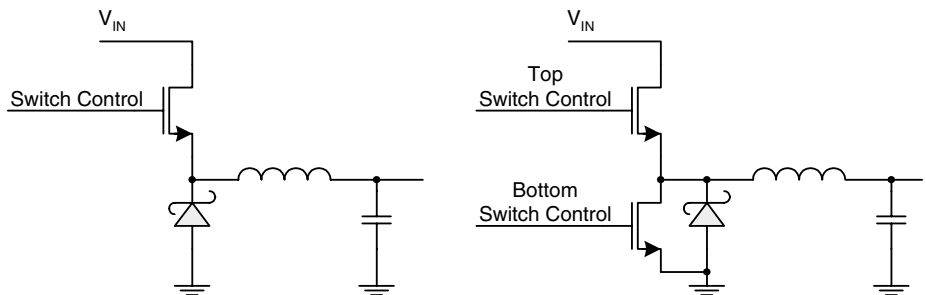 V_IN
Switch Control
V_IN
Top
Switch Control
Bottom
Switch Control